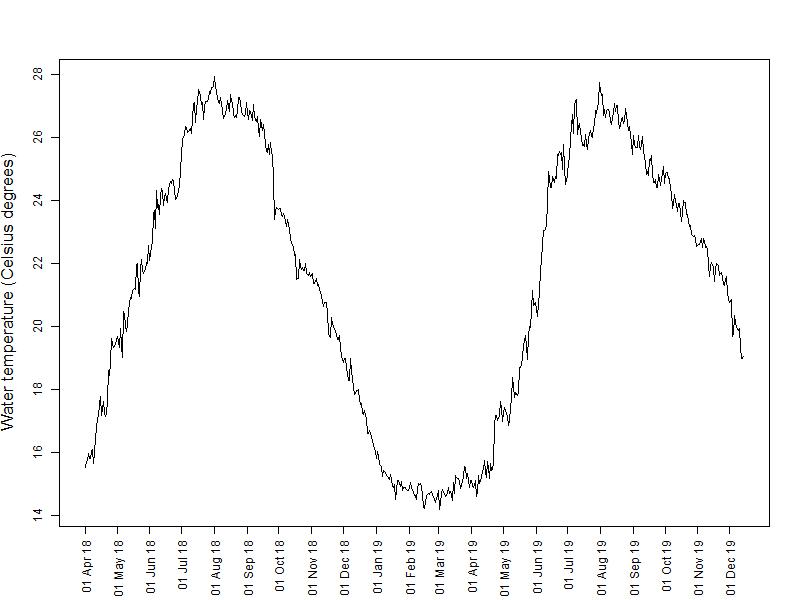 Water temperature (Celsius degrees)
28
26
24
22
20
18
16
14
01 Apr 18
01 May 18
01 Jun 18
01 Jul 18
01 Aug 18
01 Sep 18
01 Oct 18
01 Nov 18
01 Dec 18
01 Jan 19
01 Feb 19
01 Mar 19
01 Apr 19
01 May 19
01 Jun 19
01 Jul 19
01 Aug 19
01 Sep 19
01 Oct 19
01 Nov 19
01 Dec 19